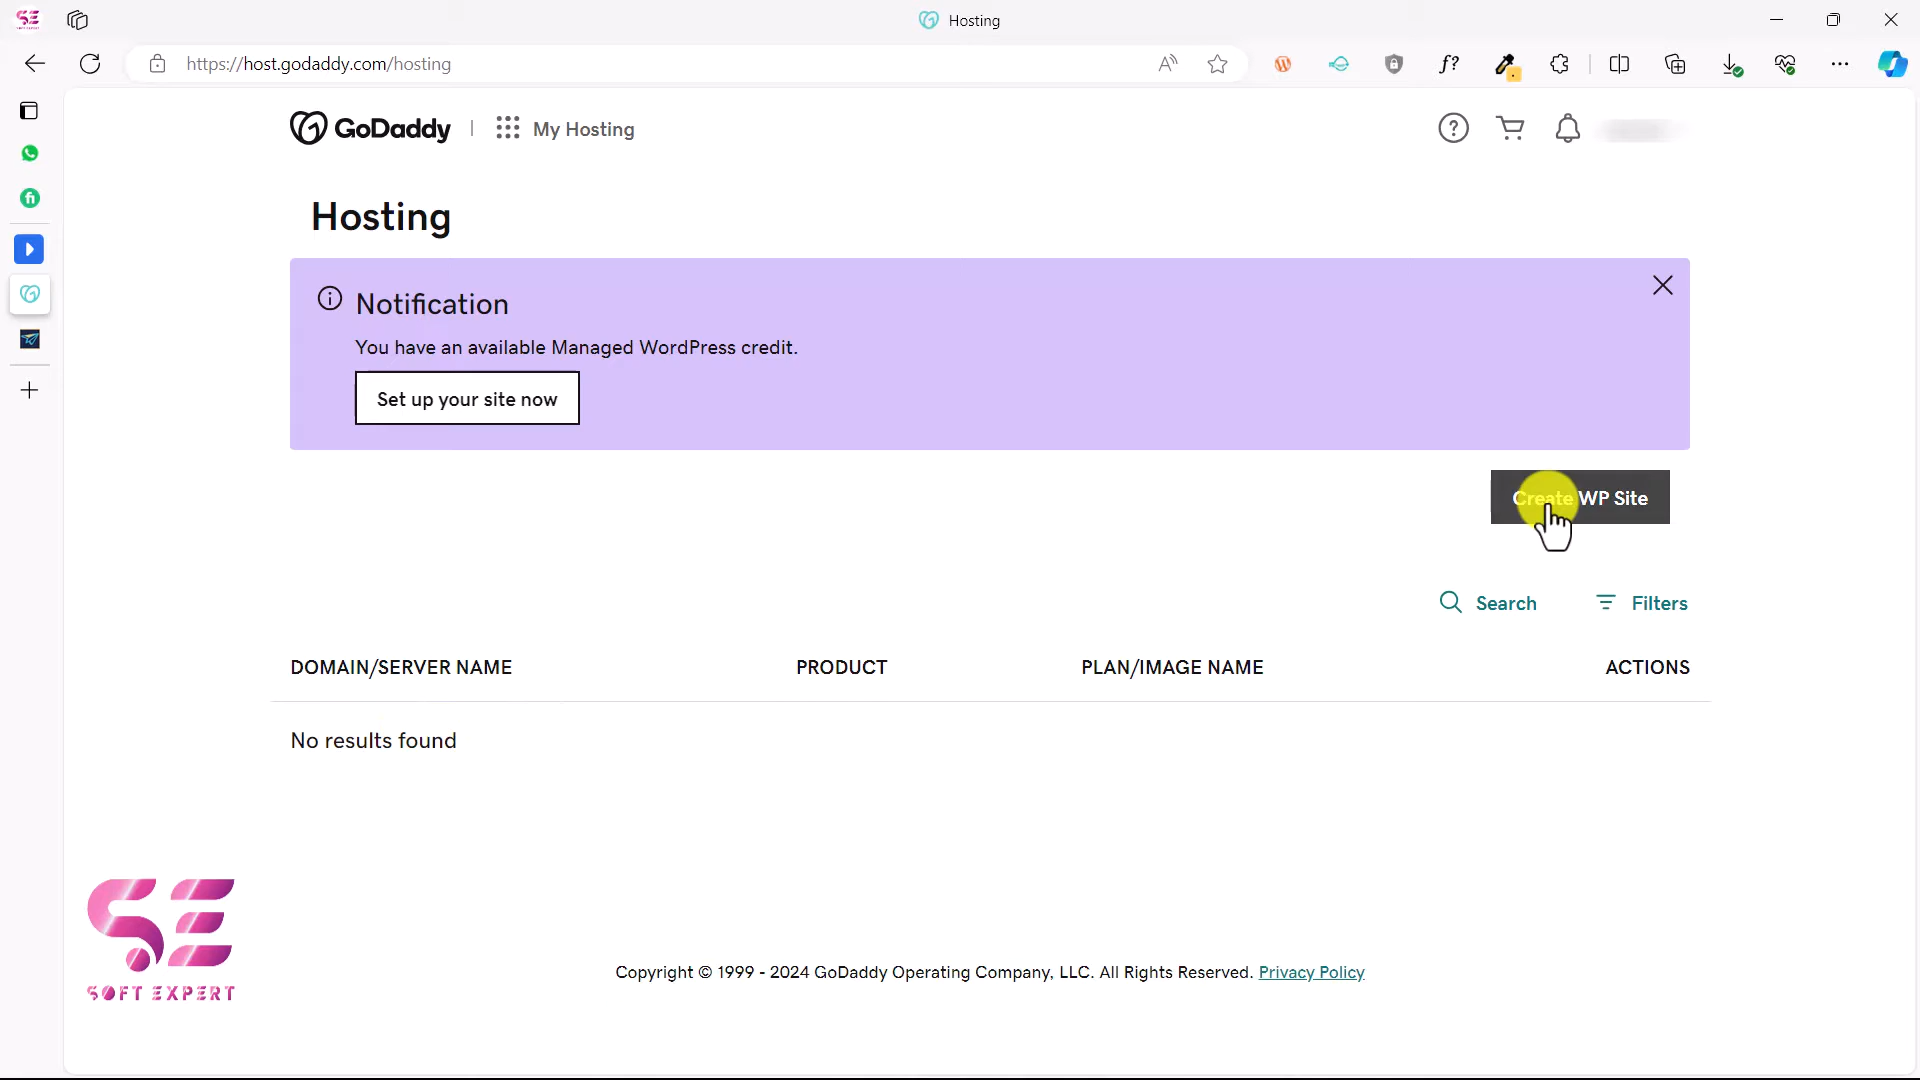 Hosting
https://host.godaddy.com/hosting
GoDaddy
My Hosting
Hosting
Notification
You have an available Managed WordPress credit.
Set up your site now
Create WP Site
Search
Filters
DOMAIN/SERVER NAME
PRODUCT
PLAN/IMAGE NAME
ACTIONS
No results found
SE
SOFT EXPERT
Copyright © 1999 - 2024 GoDaddy Operating Company, LLC. All Rights Reserved. Privacy Policy